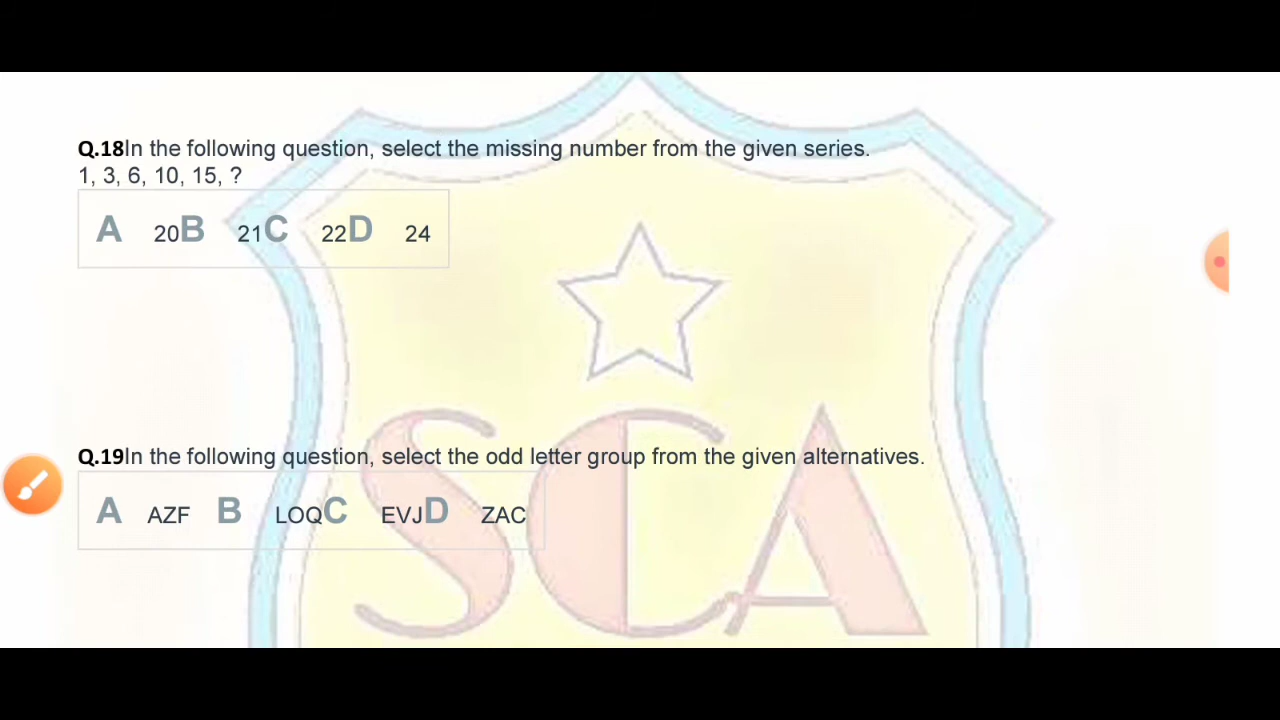 Q.18In the following question, select the missing number from the given series.
1, 3, 6, 10, 15, ?
A 20B 21C 22D 24
Q.19In the following question, select the odd letter group from the given alternatives.
A AZF B LOQC EVJD ZAC
SCA